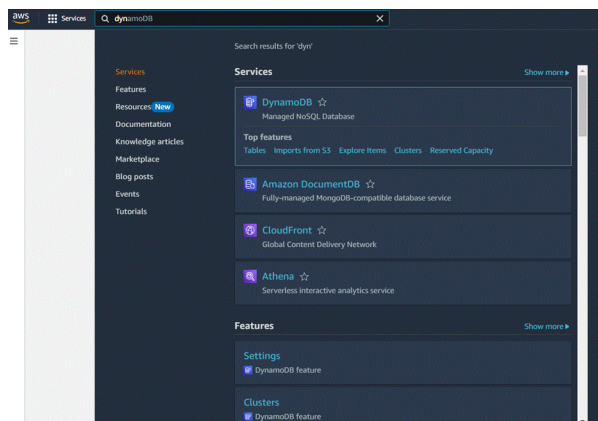 aws
Services
dynamoDB
Search results for 'dyn'
Services
Features
Resources New
Documentation
Knowledge articles
Marketplace
Blog posts
Events
Tutorials
Services
Show more
DynamoDB
Managed NoSQL Database
Top features
Tables Imports from S3 Explore Items Clusters Reserved Capacity
Amazon DocumentDB
Fully-managed MongoDB-compatible database service
CloudFront
Global Content Delivery Network
Athena
Serverless interactive analytics service
Features
Show more
Settings
DynamoDB feature
Clusters
DynamoDB feature